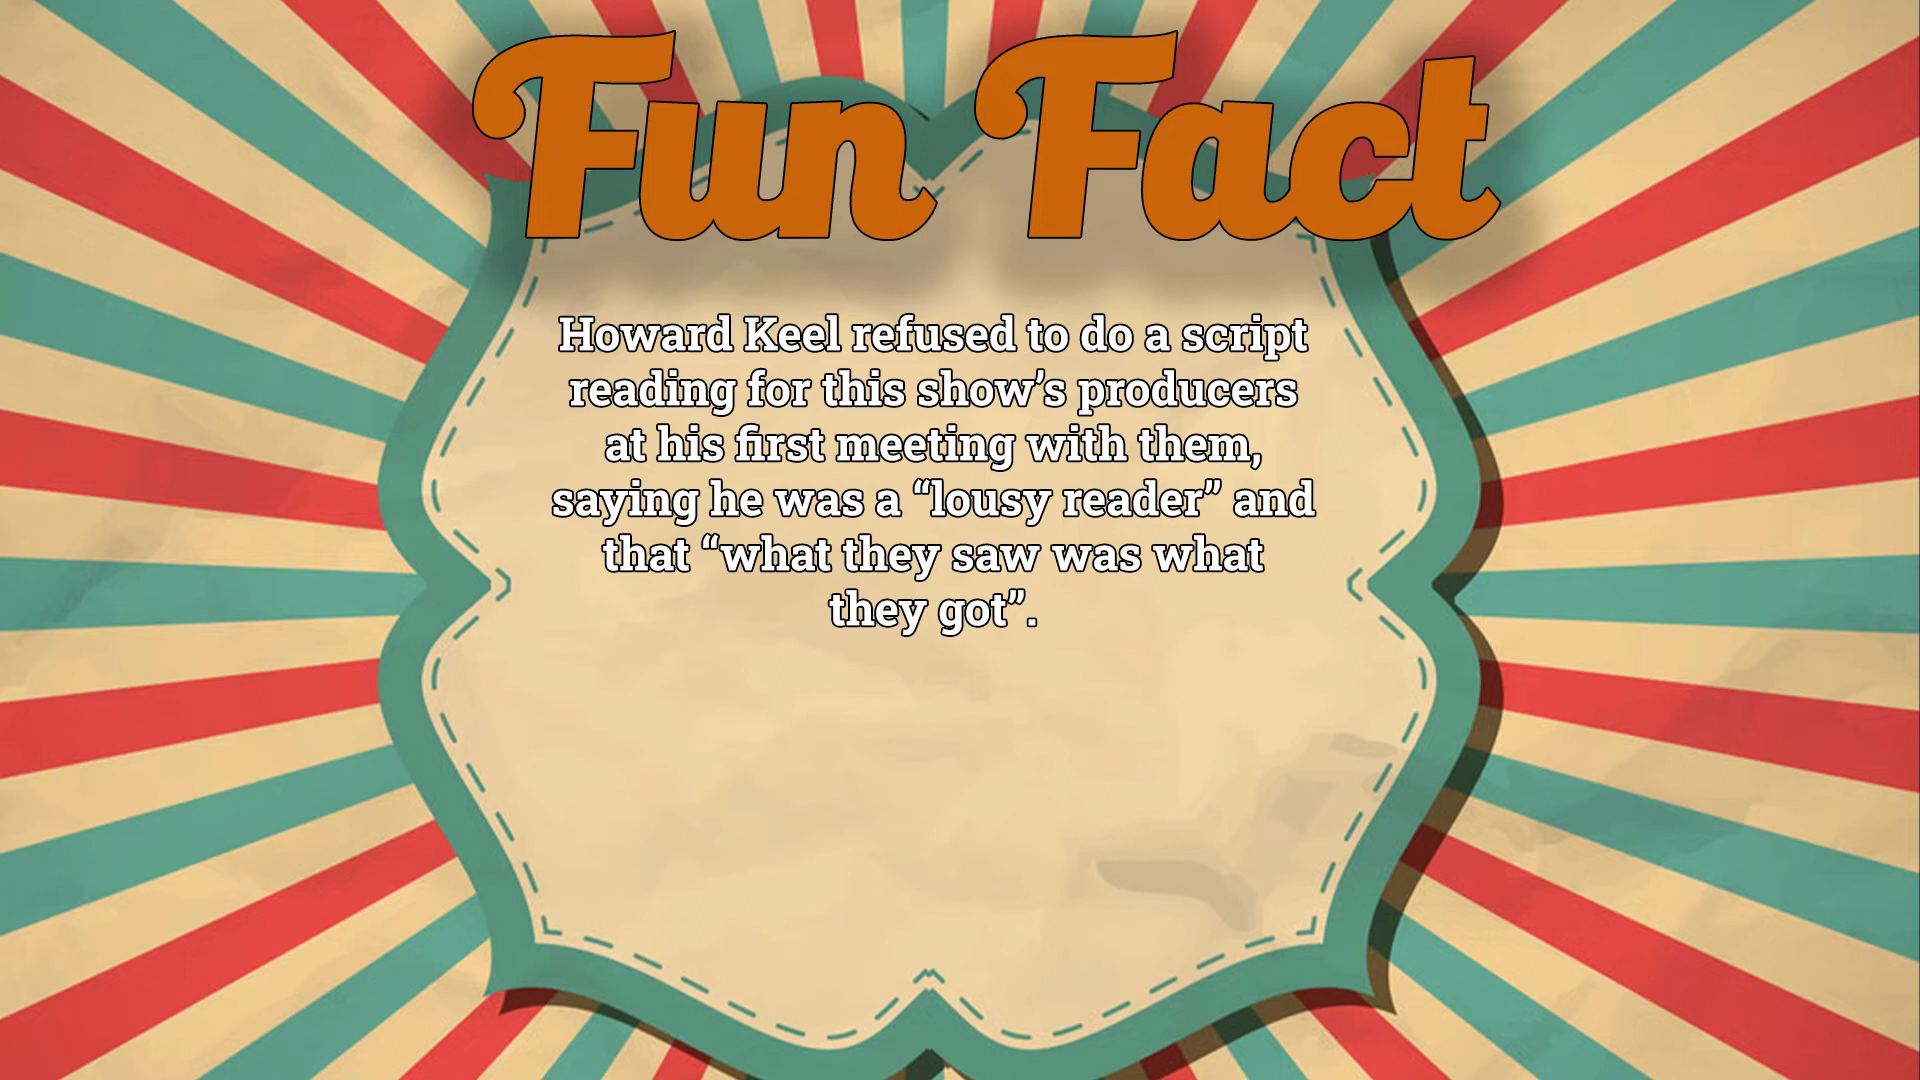 Fun Fact
Howard Keel refused to do a script
reading for this show’s producers
at his first meeting with them,
saying he was a “lousy reader” and
that “what they saw was what
they got”.